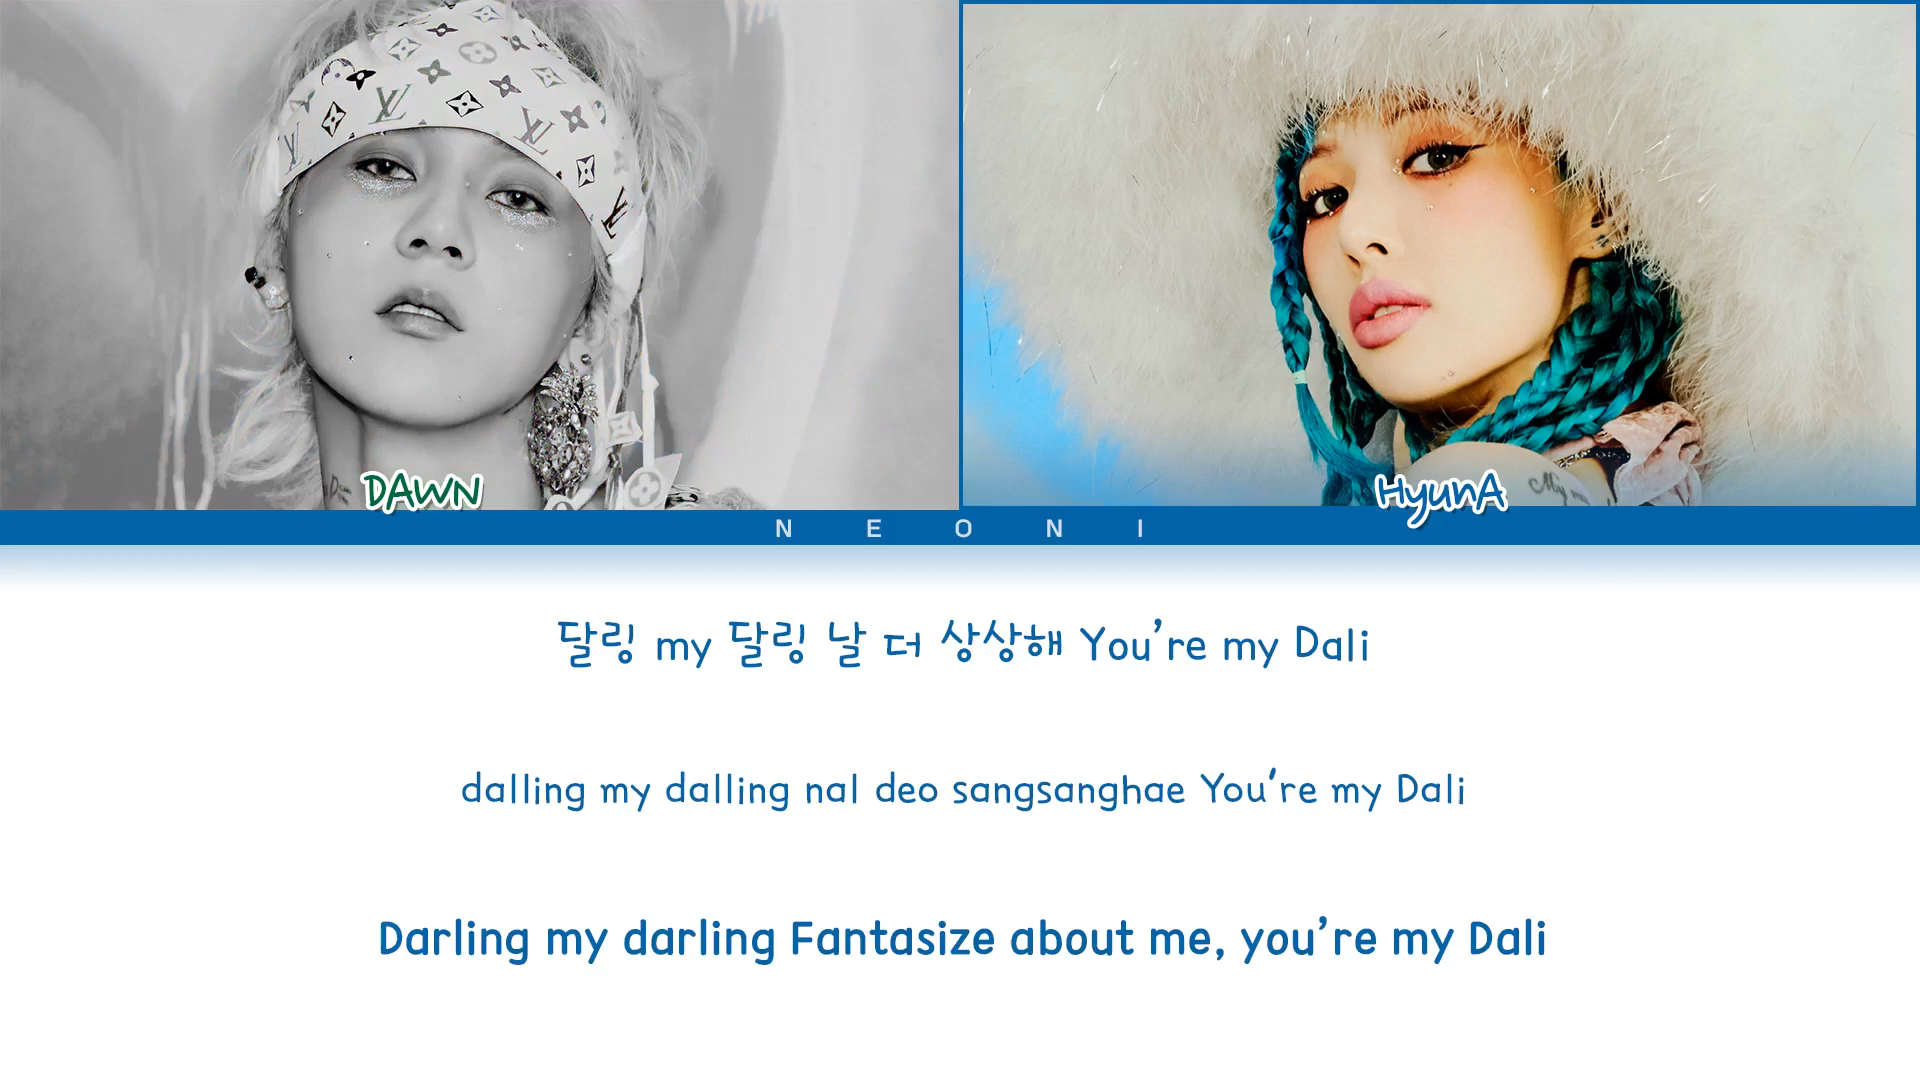 DAWN
HyunA
NEONI
달링 my 달링 날 더 상상해 You're my Dali
dalling my dalling nal deo sangsanghae You're my Dali
Darling my darling Fantasize about me, you're my Dali